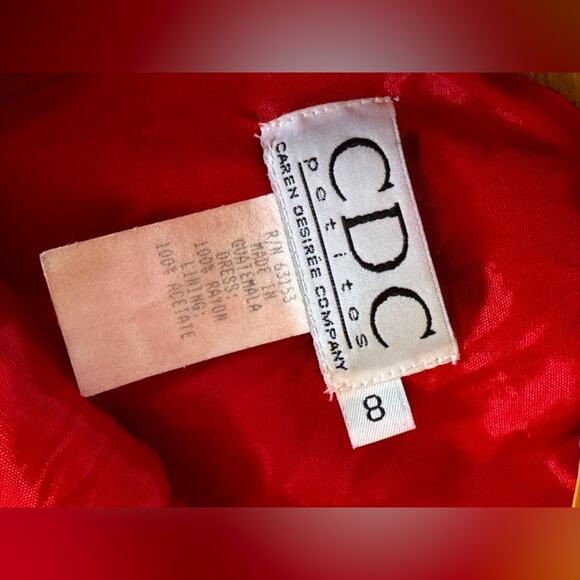 CDC
petites
CAREN DESIRÉE COMPANY
8
R/N 63153
MADE IN
GUATEMALA
DRESS:
100% RAYON
LINING:
100% ACETATE